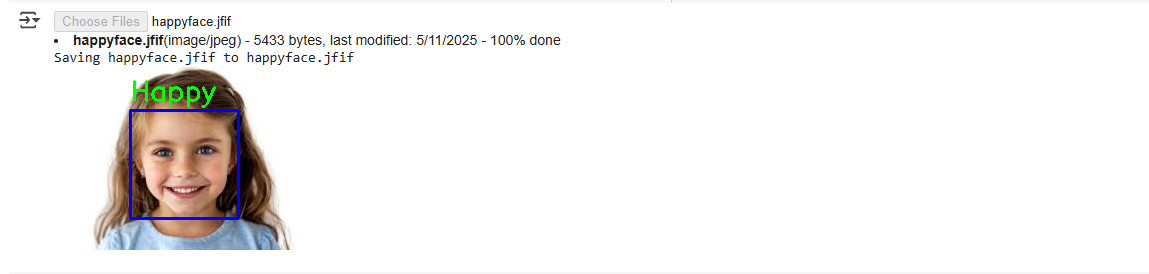 Choose Files happyface.jfif
• happyface.jfif(image/jpeg) - 5433 bytes, last modified: 5/11/2025 - 100% done
Saving happyface.jfif to happyface.jfif
Happy